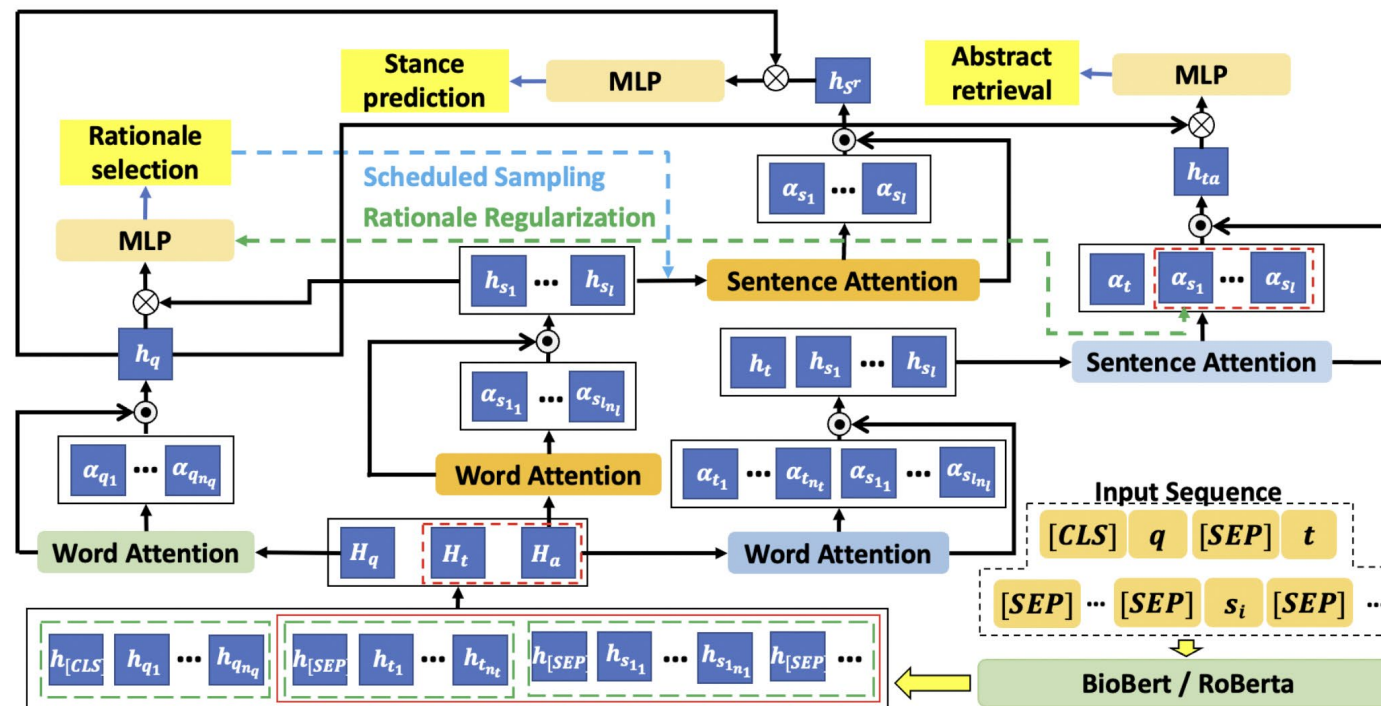 Stance
prediction
MLP
h_{S^r}
Abstract
retrieval
MLP
Rationale
selection
Scheduled Sampling
α_{s_1} ... α_{s_l}
h_{ta}
Rationale Regularization
MLP
h_{s_1} ... h_{s_l}
Sentence Attention
α_t α_{s_1} ... α_{s_l}
h_q
h_t h_{s_1} ... h_{s_l}
Sentence Attention
α_{s_{1_1}} ... α_{s_{l_{n_l}}}
α_{q_1} ... α_{q_{n_q}}
Word Attention
α_{t_1} ... α_{t_{n_t}} α_{s_{1_1}} ... α_{s_{l_{n_l}}}
Input Sequence
[CLS] q [SEP] t
Word Attention
H_q H_t H_a
Word Attention
[SEP] ... [SEP] s_i [SEP] ...
h_{[CLS]} h_{q_1} ... h_{q_{n_q}} h_{[SEP]} h_{t_1} ... h_{t_{n_t}} h_{[SEP]} h_{s_{1_1}} ... h_{s_{1_{n_1}}} h_{[SEP]} ...
BioBert / RoBerta